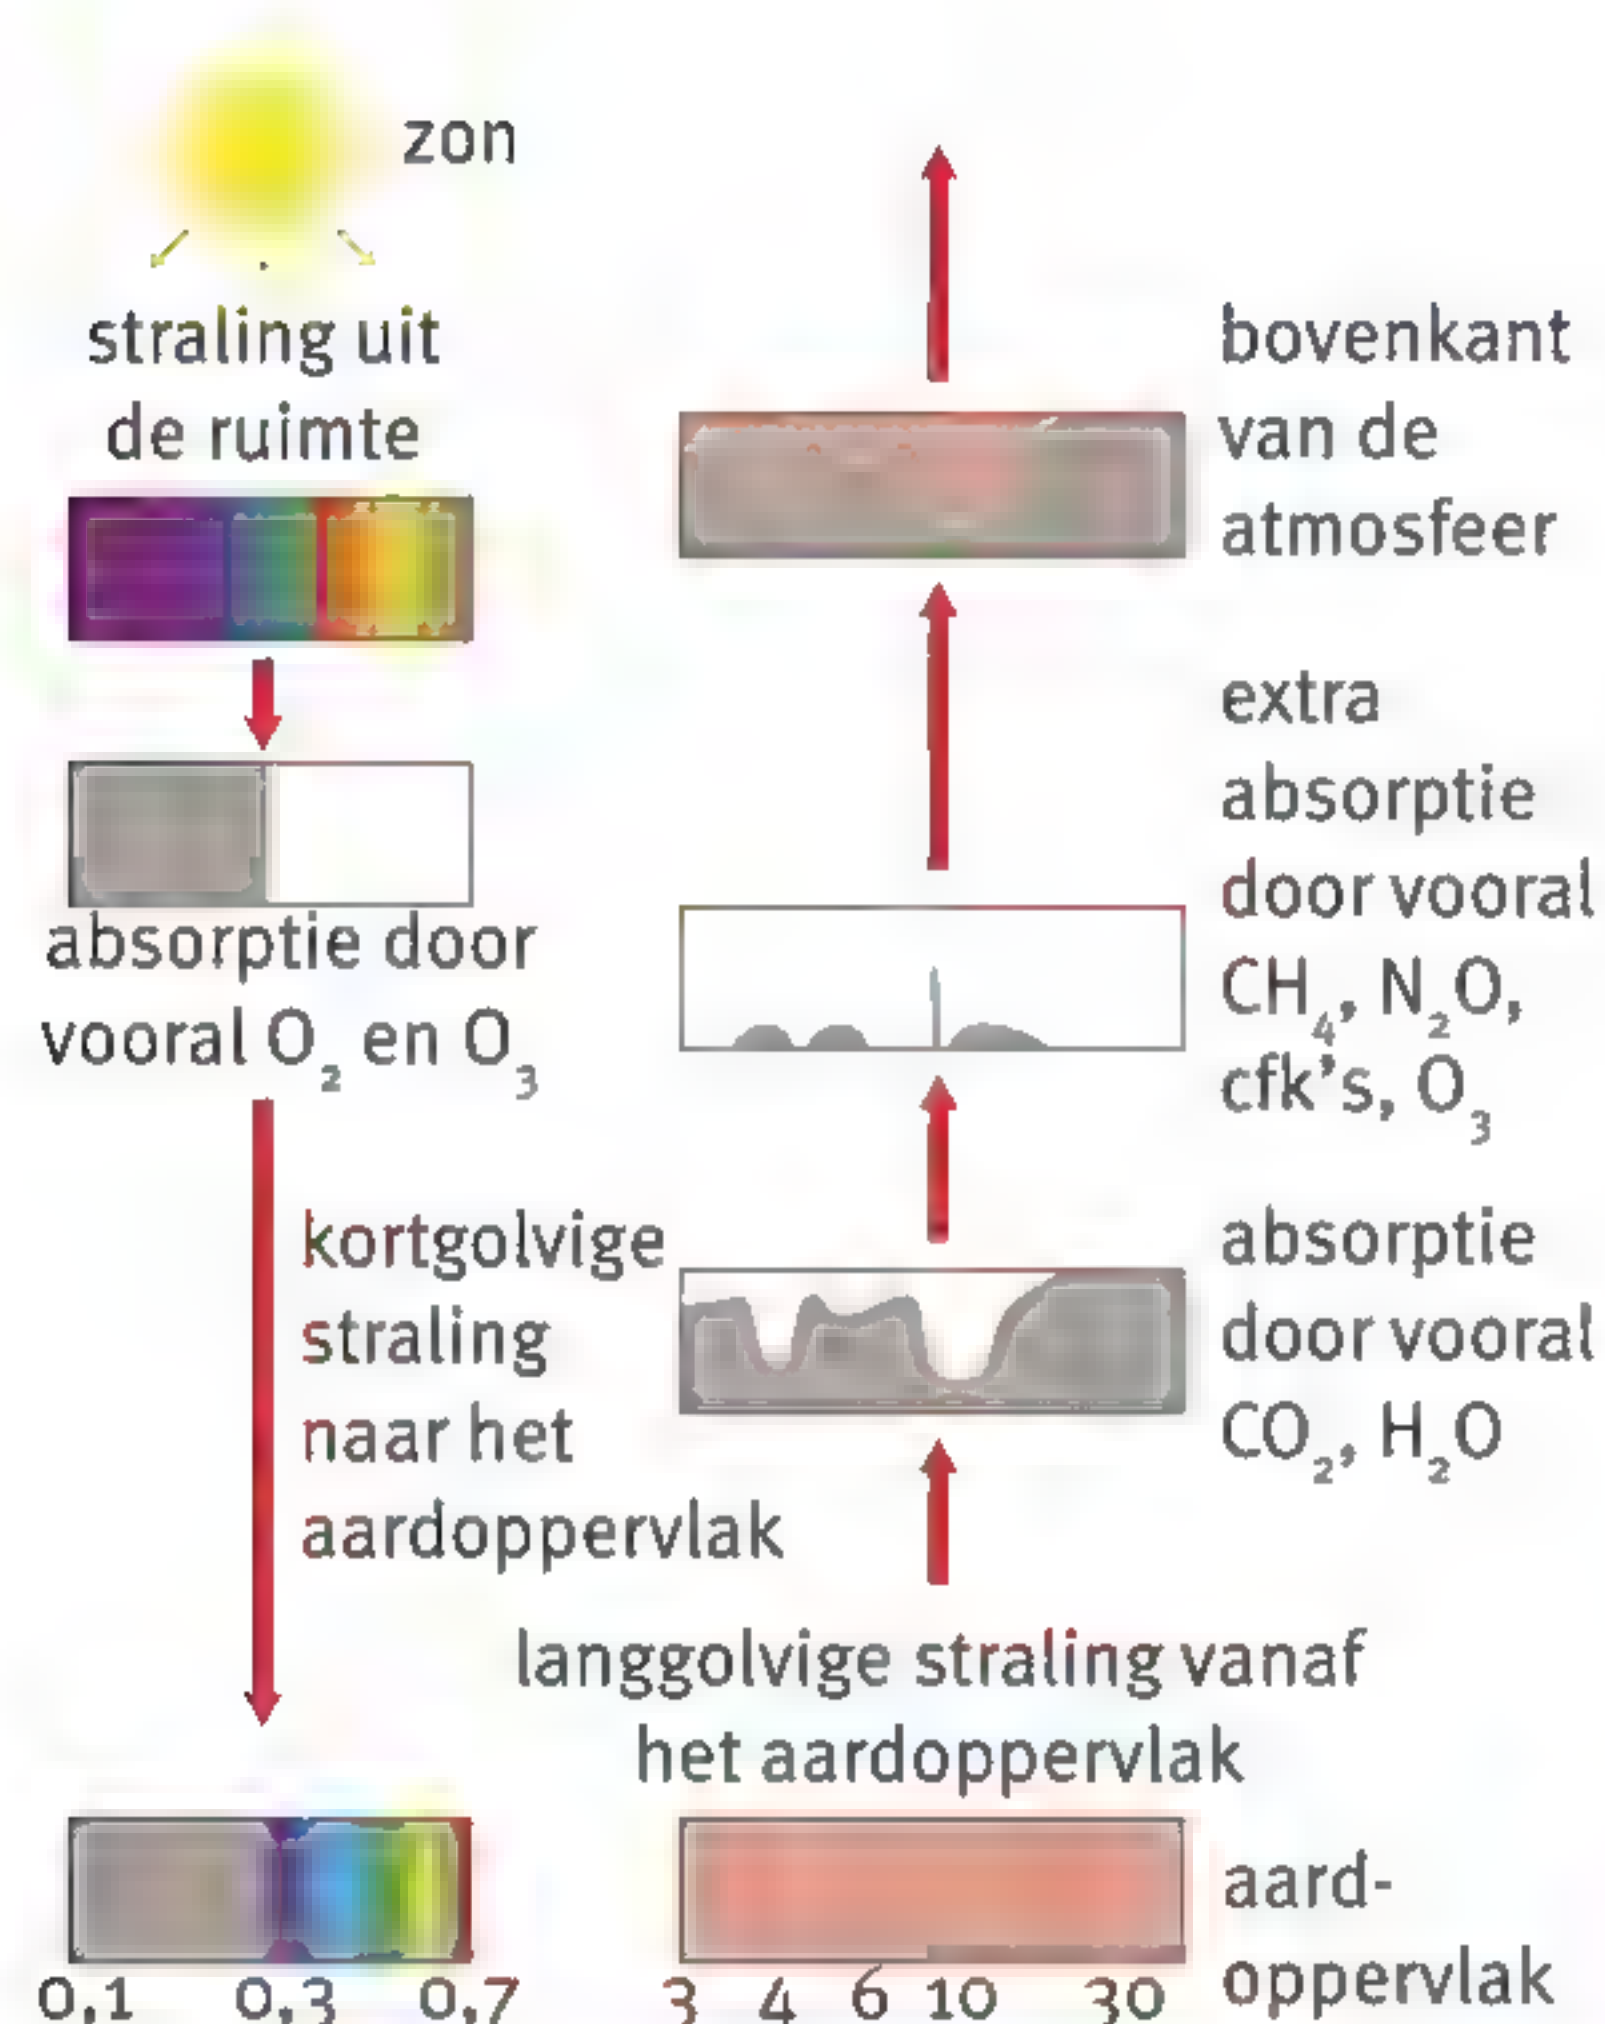 zon
straling uit
de ruimte
absorptie door
vooral O₂ en O₃
kortgolvige
straling
naar het
aardoppervlak
0,1 0,3 0,7
bovenkant
van de
atmosfeer
extra
absorptie
door vooral
CH₄, N₂O,
cfk's, O₃
absorptie
door vooral
CO₂, H₂O
langgolvige straling vanaf
het aardoppervlak
aard-
oppervlak
3 4 6 10 30